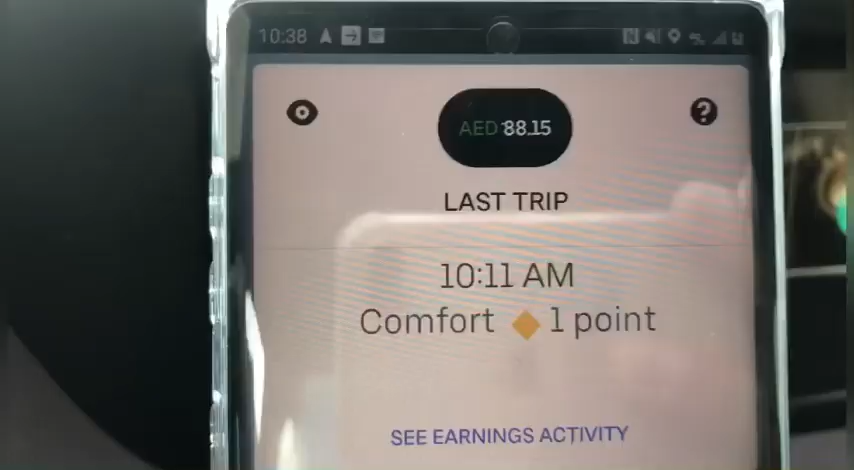 10:38
AED 88.15
LAST TRIP
10:11 AM
Comfort 1 point
SEE EARNINGS ACTIVITY